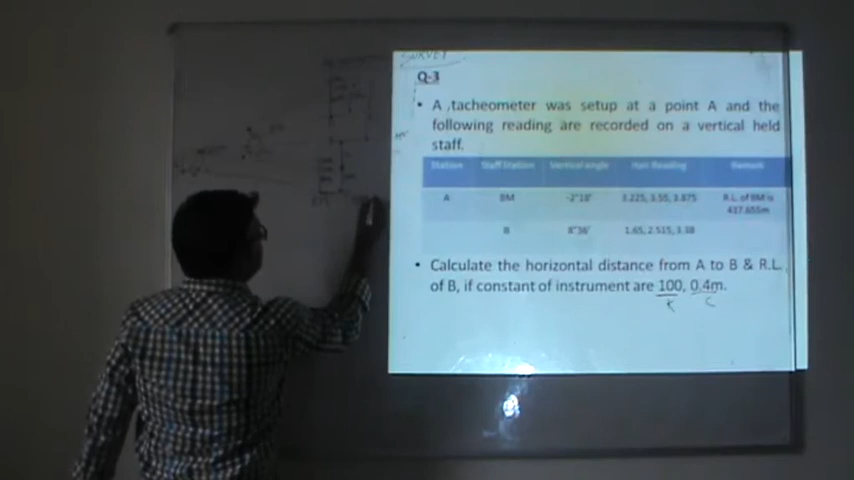 SURVEY
Q-3
• A tacheometer was setup at a point A and the
following reading are recorded on a vertical held
staff.
Station Staff Station Vertical angle Hair Reading Remark
A BM -2°18' 3.225, 3.55, 3.875 R.L. of BM is
437.655m
B 8°36' 1.65, 2.515, 3.38
• Calculate the horizontal distance from A to B & R.L.
of B, if constant of instrument are 100, 0.4m.
K C